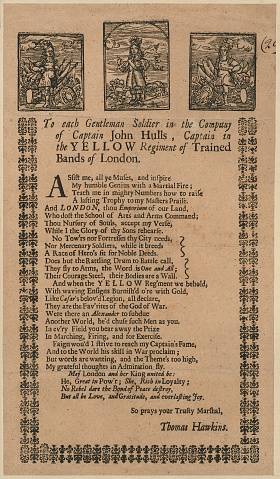 To each Gentleman Soldier in the Company
of Captain John Hulls, Captain in
the YELLOW Regiment of Trained
Bands of London.
Assist me, all ye Muses, and inspire
My humble Genius with a Martial Fire;
Teach me in mighty Numbers how to raise
A lasting Trophy to my Masters Praise.
And LONDON, thou Emporium of our Land,
Who dost the School of Arts and Arms Command;
Thou Nursery of Souls, accept my Verse,
While I the Glory of thy Sons rehearse.
No Tow'rs nor Fortresses thy City needs,
Nor Mercenary Soldiers, while it breeds
A Race of Hero's fit for Noble Deeds.
Does but the Ratling Drum to Battle call,
They fly to Arms, the Word is One and All;
Their Courage Steel, their Bodies are a Wall.
And when the YELLOW Reg'ment we behold,
With waving Ensigns Burnish'd o're with Gold,
Like Cæsar's belov'd Legion, all declare,
They are the Fav'rites of the God of War.
Were there an Alexander to subdue
Another World, he'd chuse such Men as you.
In ev'ry Field you bear away the Prize
In Marching, Firing, and for Exercise.
Faign would I strive to reach my Captain's Fame,
And to the World his skill in War proclaim;
But words are wanting, and the Theme's too high,
My grateful thoughts in Admiration fly.
May London and her King united be:
He, Great in Pow'r; She, Rich in Loyalty;
No Rebel dare the Bond of Peace destroy,
But all be Love, and Gratitude, and everlasting Joy.
So prays your Trusty Marshal,
Thomas Hawkins.